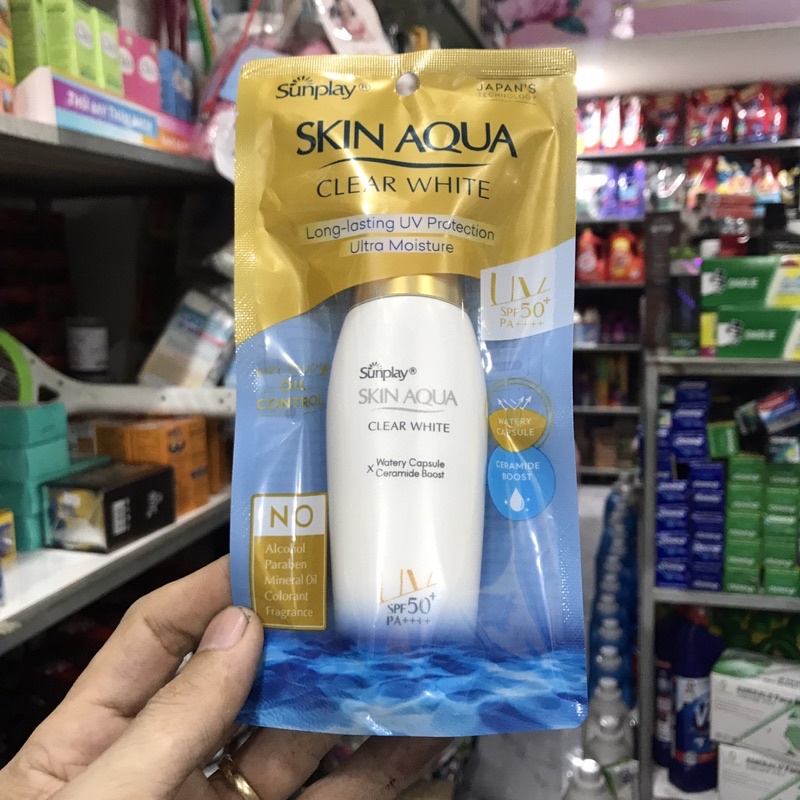 Sunplay®
JAPAN'S
TECHNOLOGY
SKIN AQUA
CLEAR WHITE
Long-lasting UV Protection
Ultra Moisture
UV
SPF50+
PA++++
OIL
CONTROL
WATERY
CAPSULE
CERAMIDE
BOOST
Sunplay®
SKIN AQUA
CLEAR WHITE
x Watery Capsule
Ceramide Boost
UV
SPF50+
PA++++
NO
Alcohol
Paraben
Mineral Oil
Colorant
Fragrance